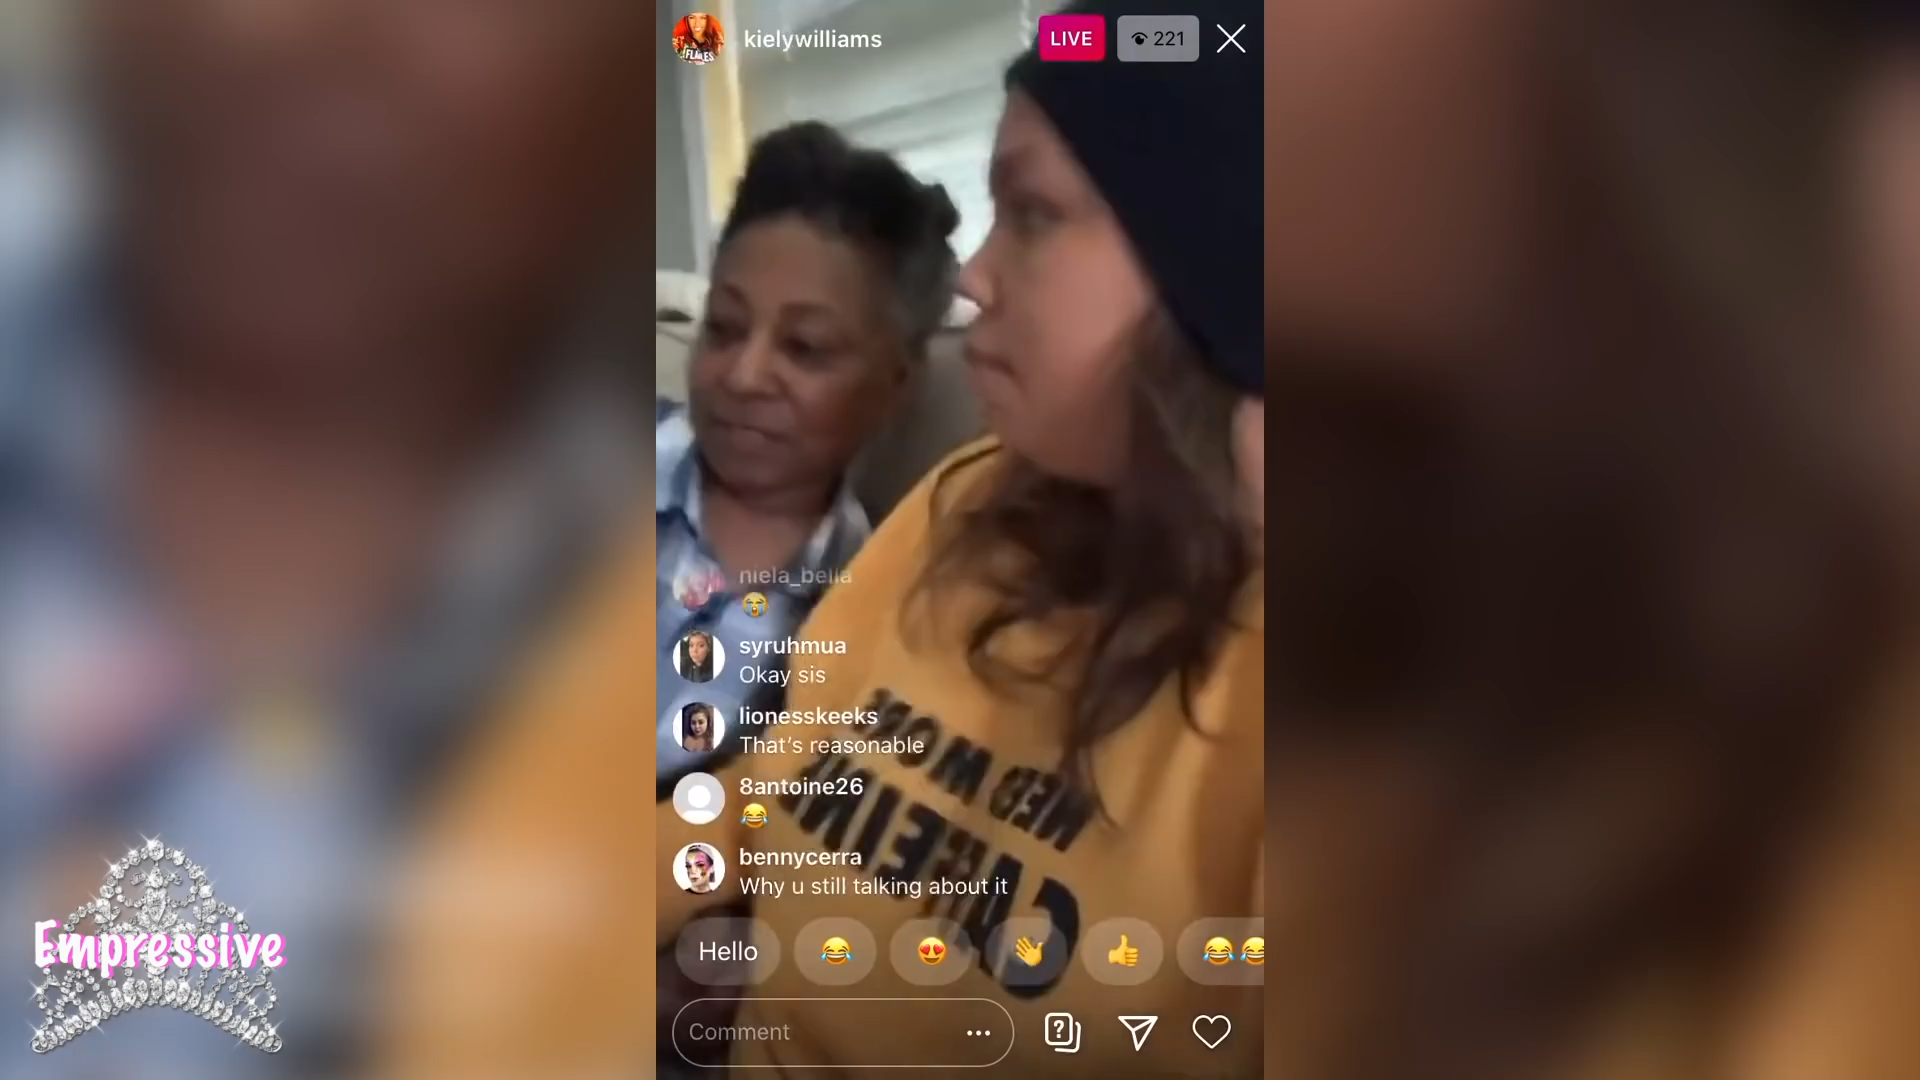 kielywilliams
LIVE
221
niela_bella
😭
syruhmua
Okay sis
lionesskeeks
That's reasonable
8antoine26
😂
bennycerra
Why u still talking about it
Hello
😂
😍
👋
👍
😂😂
Comment
Empressive